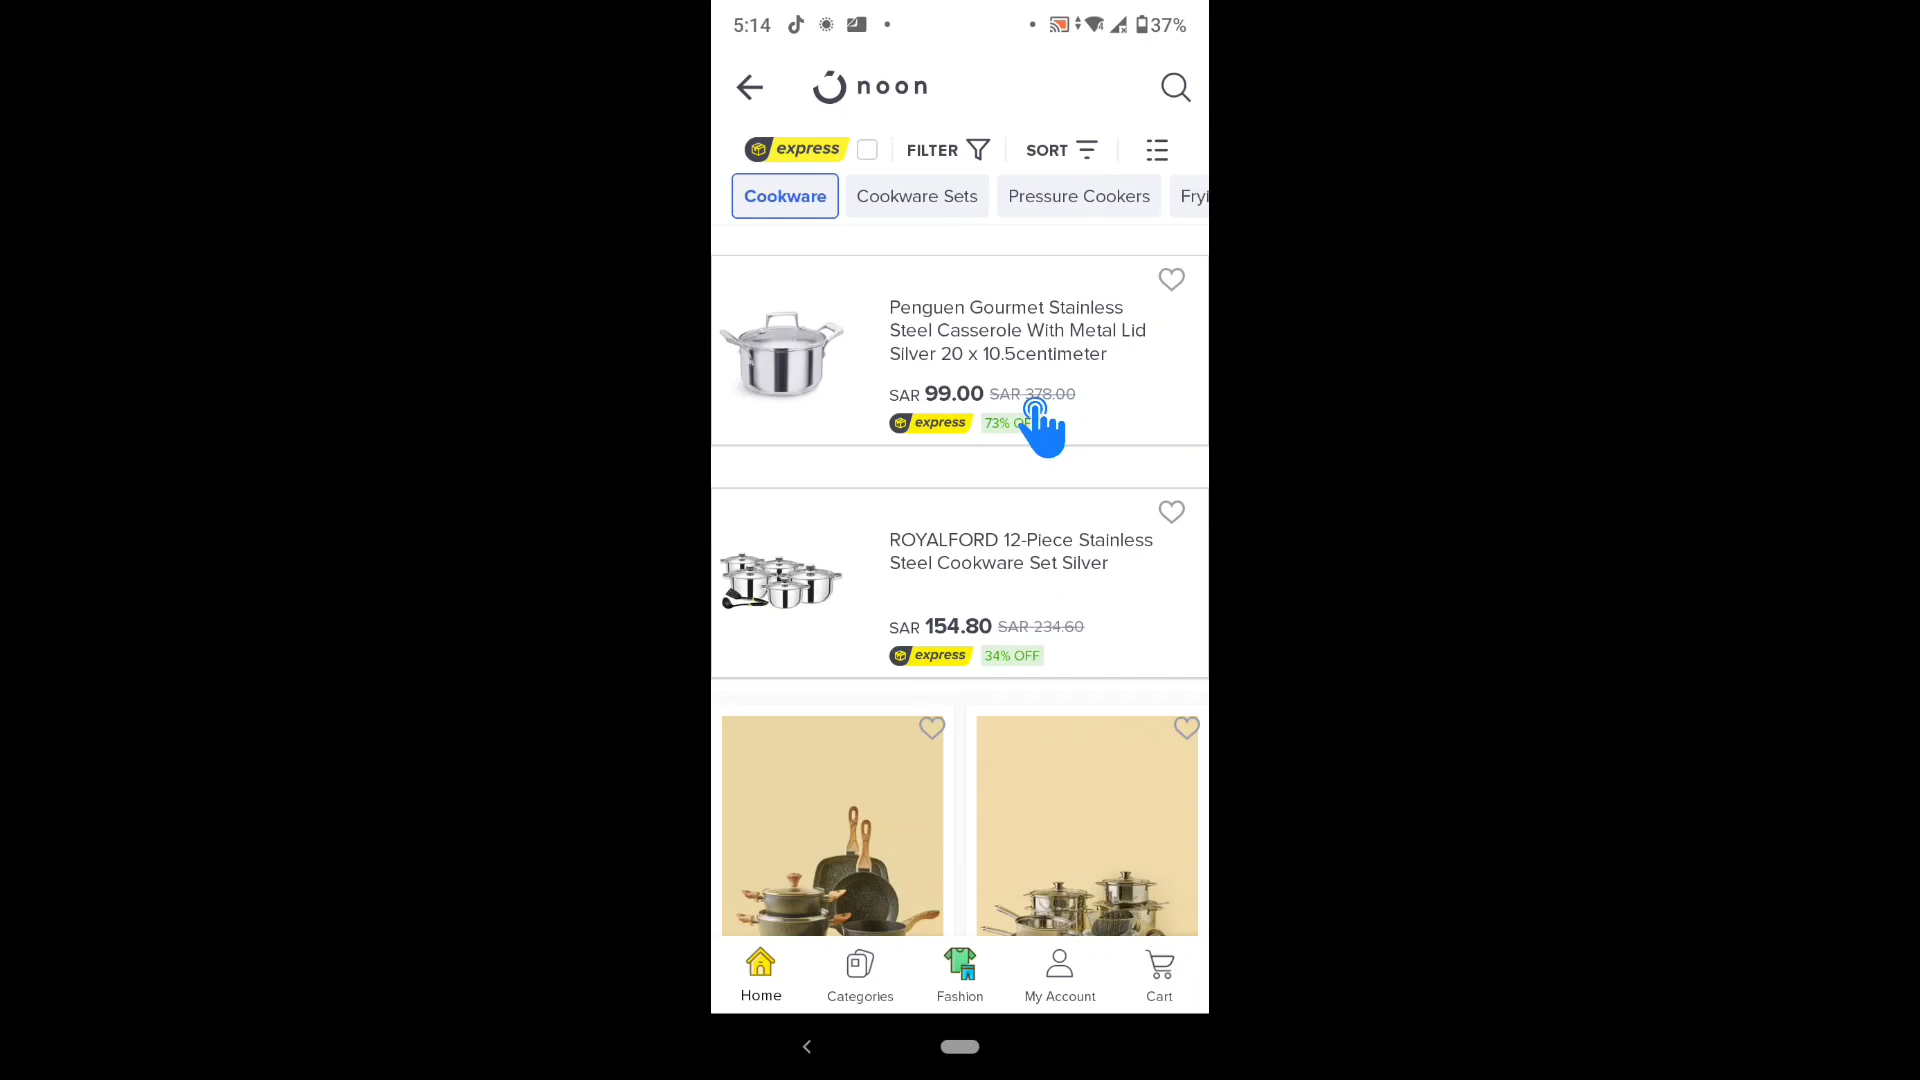 5:14
37%
noon
express
FILTER
SORT
Cookware
Cookware Sets
Pressure Cookers
Penguen Gourmet Stainless
Steel Casserole With Metal Lid
Silver 20 x 10.5centimeter
SAR 99.00 SAR 378.00
express 73%
ROYALFORD 12-Piece Stainless
Steel Cookware Set Silver
SAR 154.80 SAR 234.60
express 34% OFF
Home
Categories
Fashion
My Account
Cart